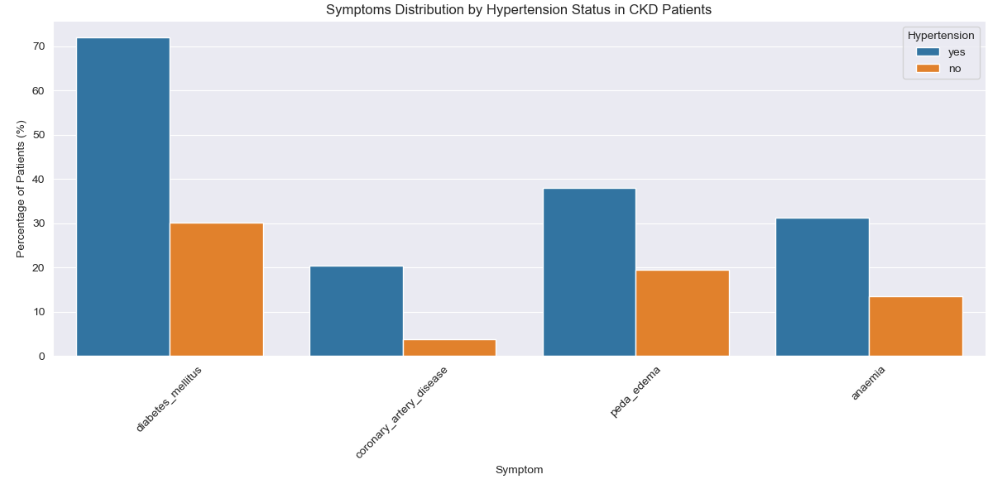 Symptoms Distribution by Hypertension Status in CKD Patients
Hypertension
yes
no
Percentage of Patients (%)
70
60
50
40
30
20
10
0
diabetes_mellitus
coronary_artery_disease
peda_edema
anaemia
Symptom